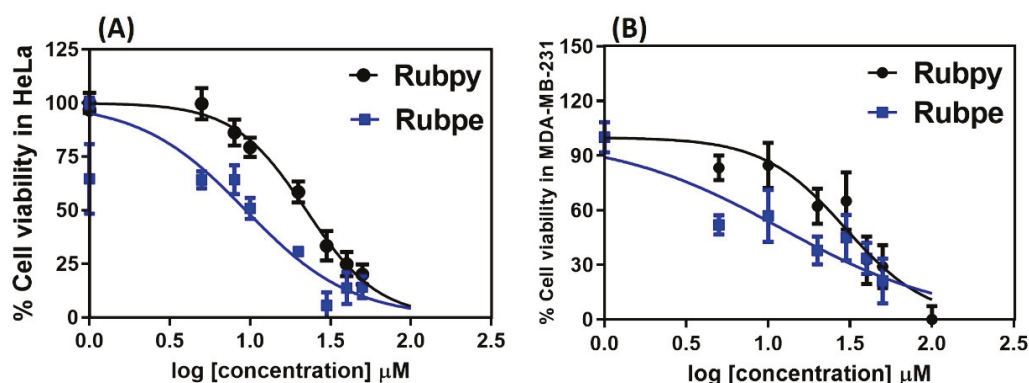 (A)
% Cell viability in HeLa
125
100
75
50
25
0
Rubpy
Rubpe
0.0 0.5 1.0 1.5 2.0 2.5
log [concentration] μM
(B)
% Cell viability in MDA-MB-231
150
120
90
60
30
0
Rubpy
Rubpe
0.0 0.5 1.0 1.5 2.0 2.5
log [concentration] μM